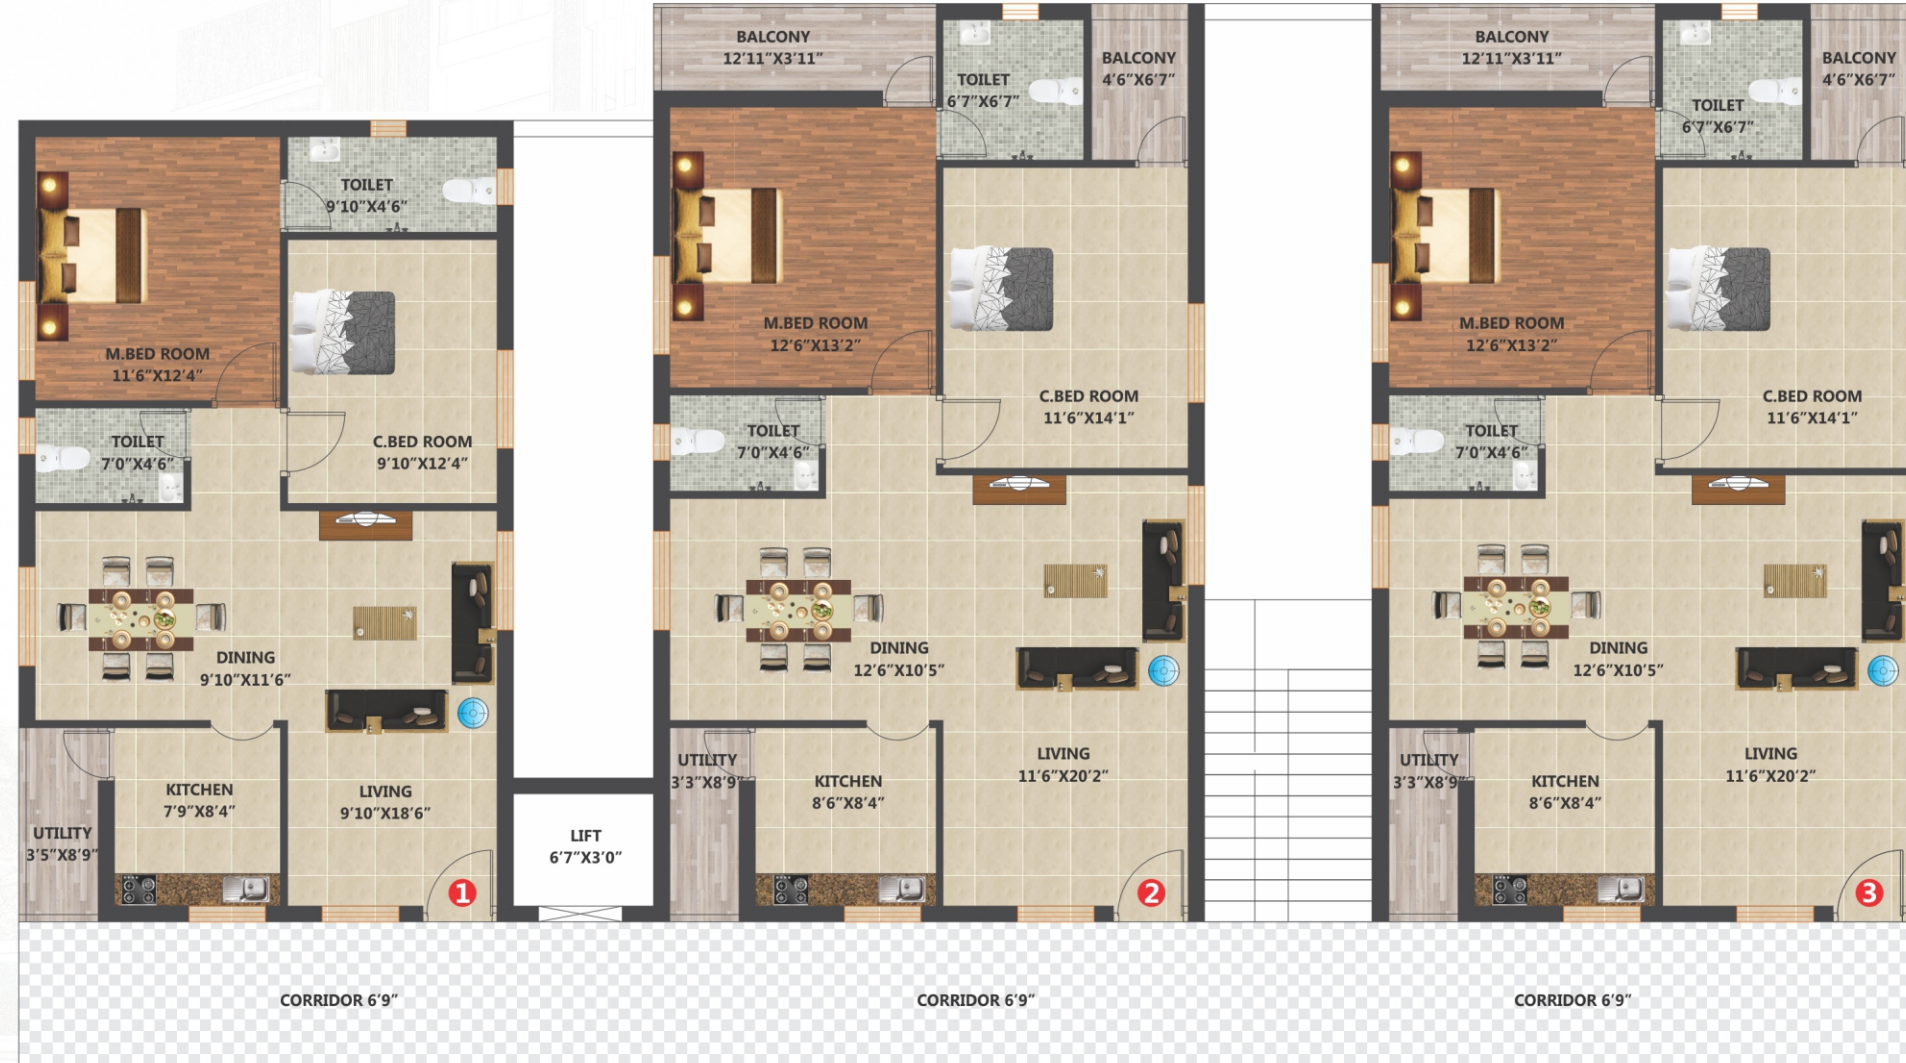 BALCONY
12'11"X3'11"
TOILET
6'7"X6'7"
BALCONY
4'6"X6'7"
BALCONY
12'11"X3'11"
TOILET
6'7"X6'7"
BALCONY
4'6"X6'7"
TOILET
9'10"X4'6"
M.BED ROOM
11'6"X12'4"
M.BED ROOM
12'6"X13'2"
M.BED ROOM
12'6"X13'2"
C.BED ROOM
11'6"X14'1"
C.BED ROOM
11'6"X14'1"
TOILET
7'0"X4'6"
C.BED ROOM
9'10"X12'4"
TOILET
7'0"X4'6"
TOILET
7'0"X4'6"
DINING
9'10"X11'6"
DINING
12'6"X10'5"
DINING
12'6"X10'5"
UTILITY
3'5"X8'9"
KITCHEN
7'9"X8'4"
LIVING
9'10"X18'6"
LIFT
6'7"X3'0"
UTILITY
3'3"X8'9"
KITCHEN
8'6"X8'4"
LIVING
11'6"X20'2"
UTILITY
3'3"X8'9"
KITCHEN
8'6"X8'4"
LIVING
11'6"X20'2"
1
2
3
CORRIDOR 6'9"
CORRIDOR 6'9"
CORRIDOR 6'9"